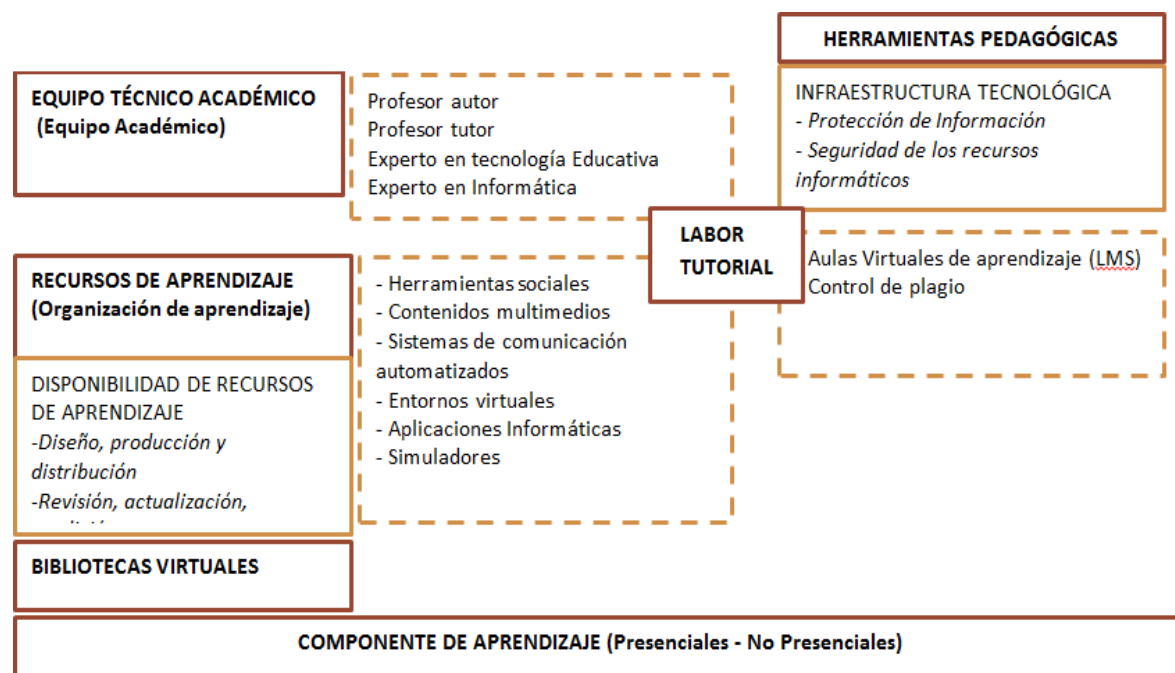 HERRAMIENTAS PEDAGÓGICAS
INFRAESTRUCTURA TECNOLÓGICA
- Protección de Información
- Seguridad de los recursos
informáticos
EQUIPO TÉCNICO ACADÉMICO
(Equipo Académico)
Profesor autor
Profesor tutor
Experto en tecnología Educativa
Experto en Informática
LABOR
TUTORIAL
Aulas Virtuales de aprendizaje (LMS)
Control de plagio
RECURSOS DE APRENDIZAJE
(Organización de aprendizaje)
- Herramientas sociales
- Contenidos multimedios
- Sistemas de comunicación
automatizados
- Entornos virtuales
- Aplicaciones Informáticas
- Simuladores
DISPONIBILIDAD DE RECURSOS
DE APRENDIZAJE
-Diseño, producción y
distribución
-Revisión, actualización,
BIBLIOTECAS VIRTUALES
COMPONENTE DE APRENDIZAJE (Presenciales - No Presenciales)